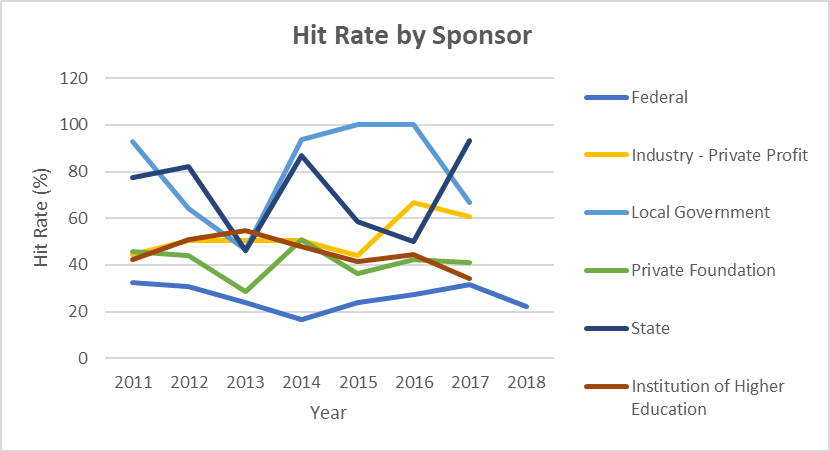 Hit Rate by Sponsor
120
100
80
60
40
20
0
Hit Rate (%)
2011 2012 2013 2014 2015 2016 2017 2018
Year
Federal
Industry - Private Profit
Local Government
Private Foundation
State
Institution of Higher
Education